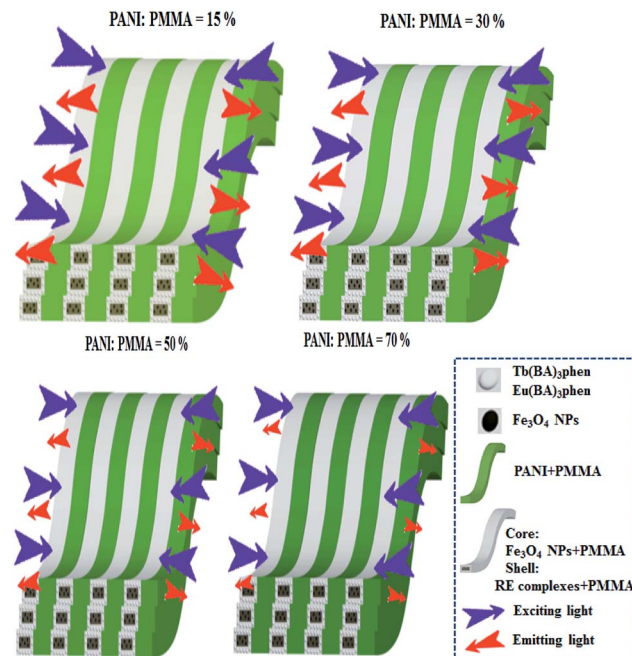 PANI: PMMA = 15 %
PANI: PMMA = 30 %
PANI: PMMA = 50 %
PANI: PMMA = 70 %
Tb(BA)₃phen
Eu(BA)₃phen
Fe₃O₄ NPs
PANI+PMMA
Core:
Fe₃O₄ NPs+PMMA
Shell:
RE complexes+PMMA
Exciting light
Emitting light